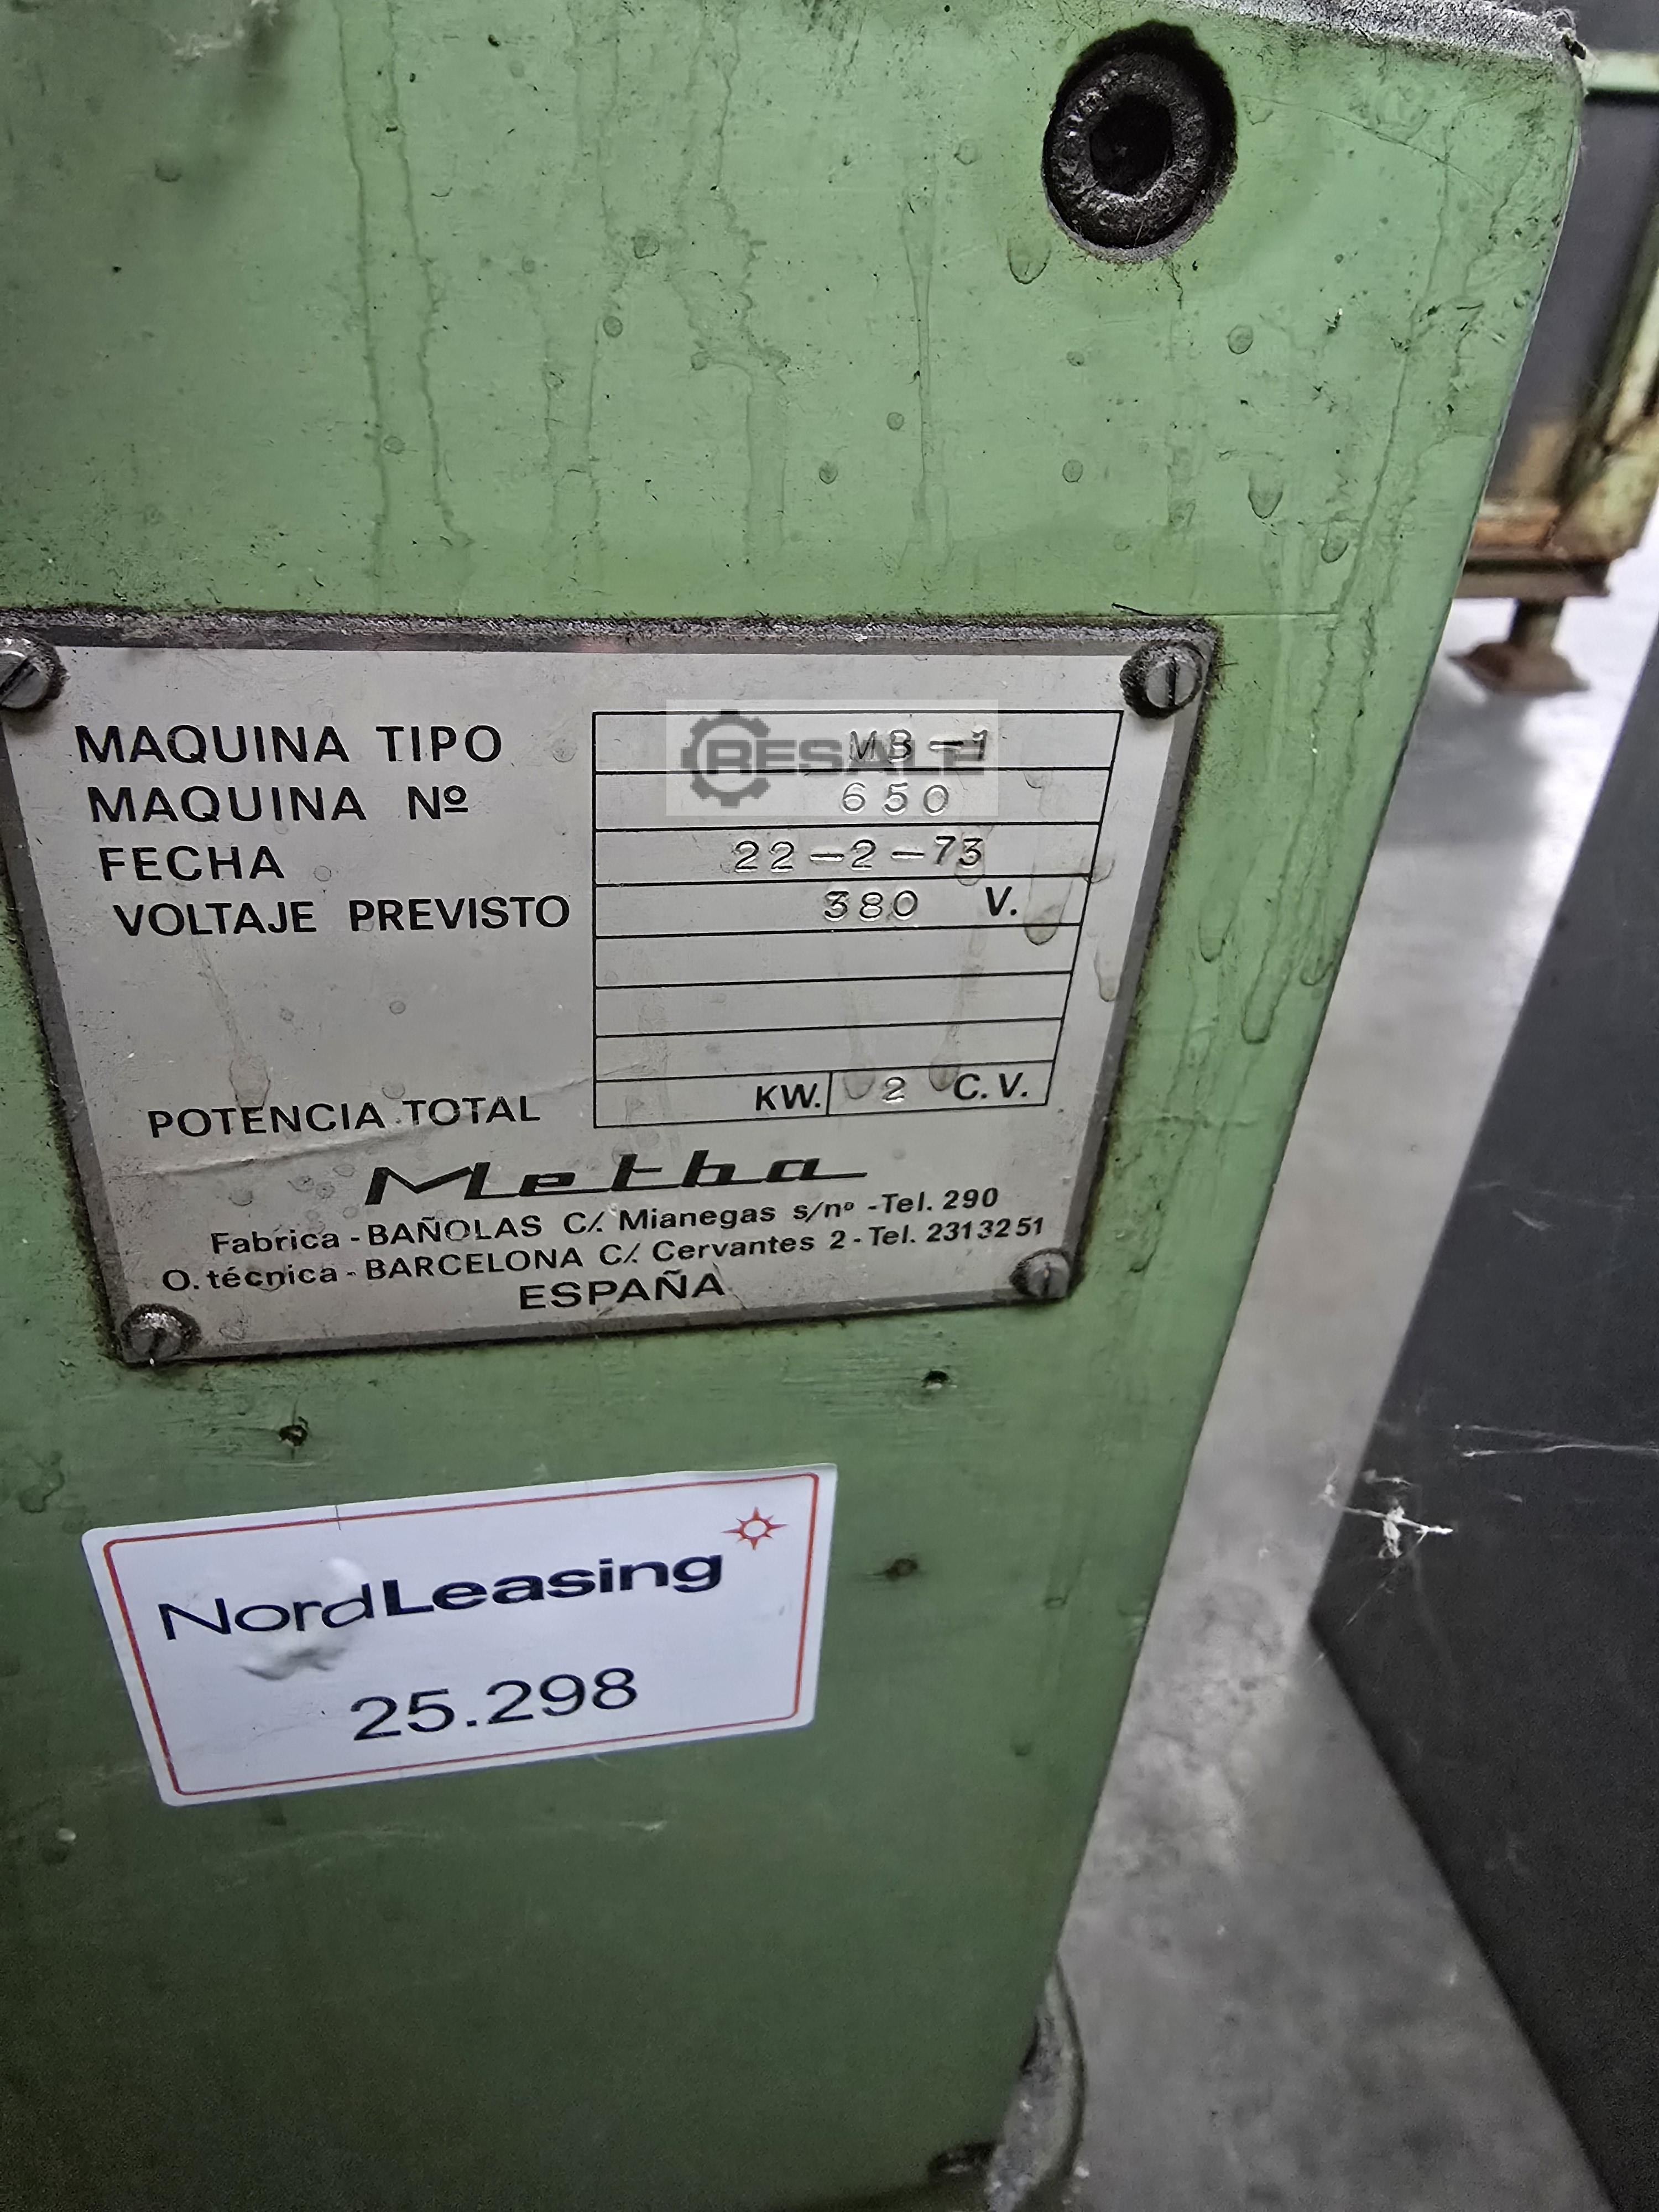 MAQUINA TIPO MB-1
RESALE
MAQUINA Nº 650
FECHA 22-2-73
VOLTAJE PREVISTO 380 V.
POTENCIA TOTAL KW. 2 C.V.
Metba
Fabrica - BAÑOLAS C/. Mianegas s/nº - Tel. 290
O. técnica - BARCELONA C/. Cervantes 2 - Tel. 2313251
ESPAÑA
NordLeasing
25.298